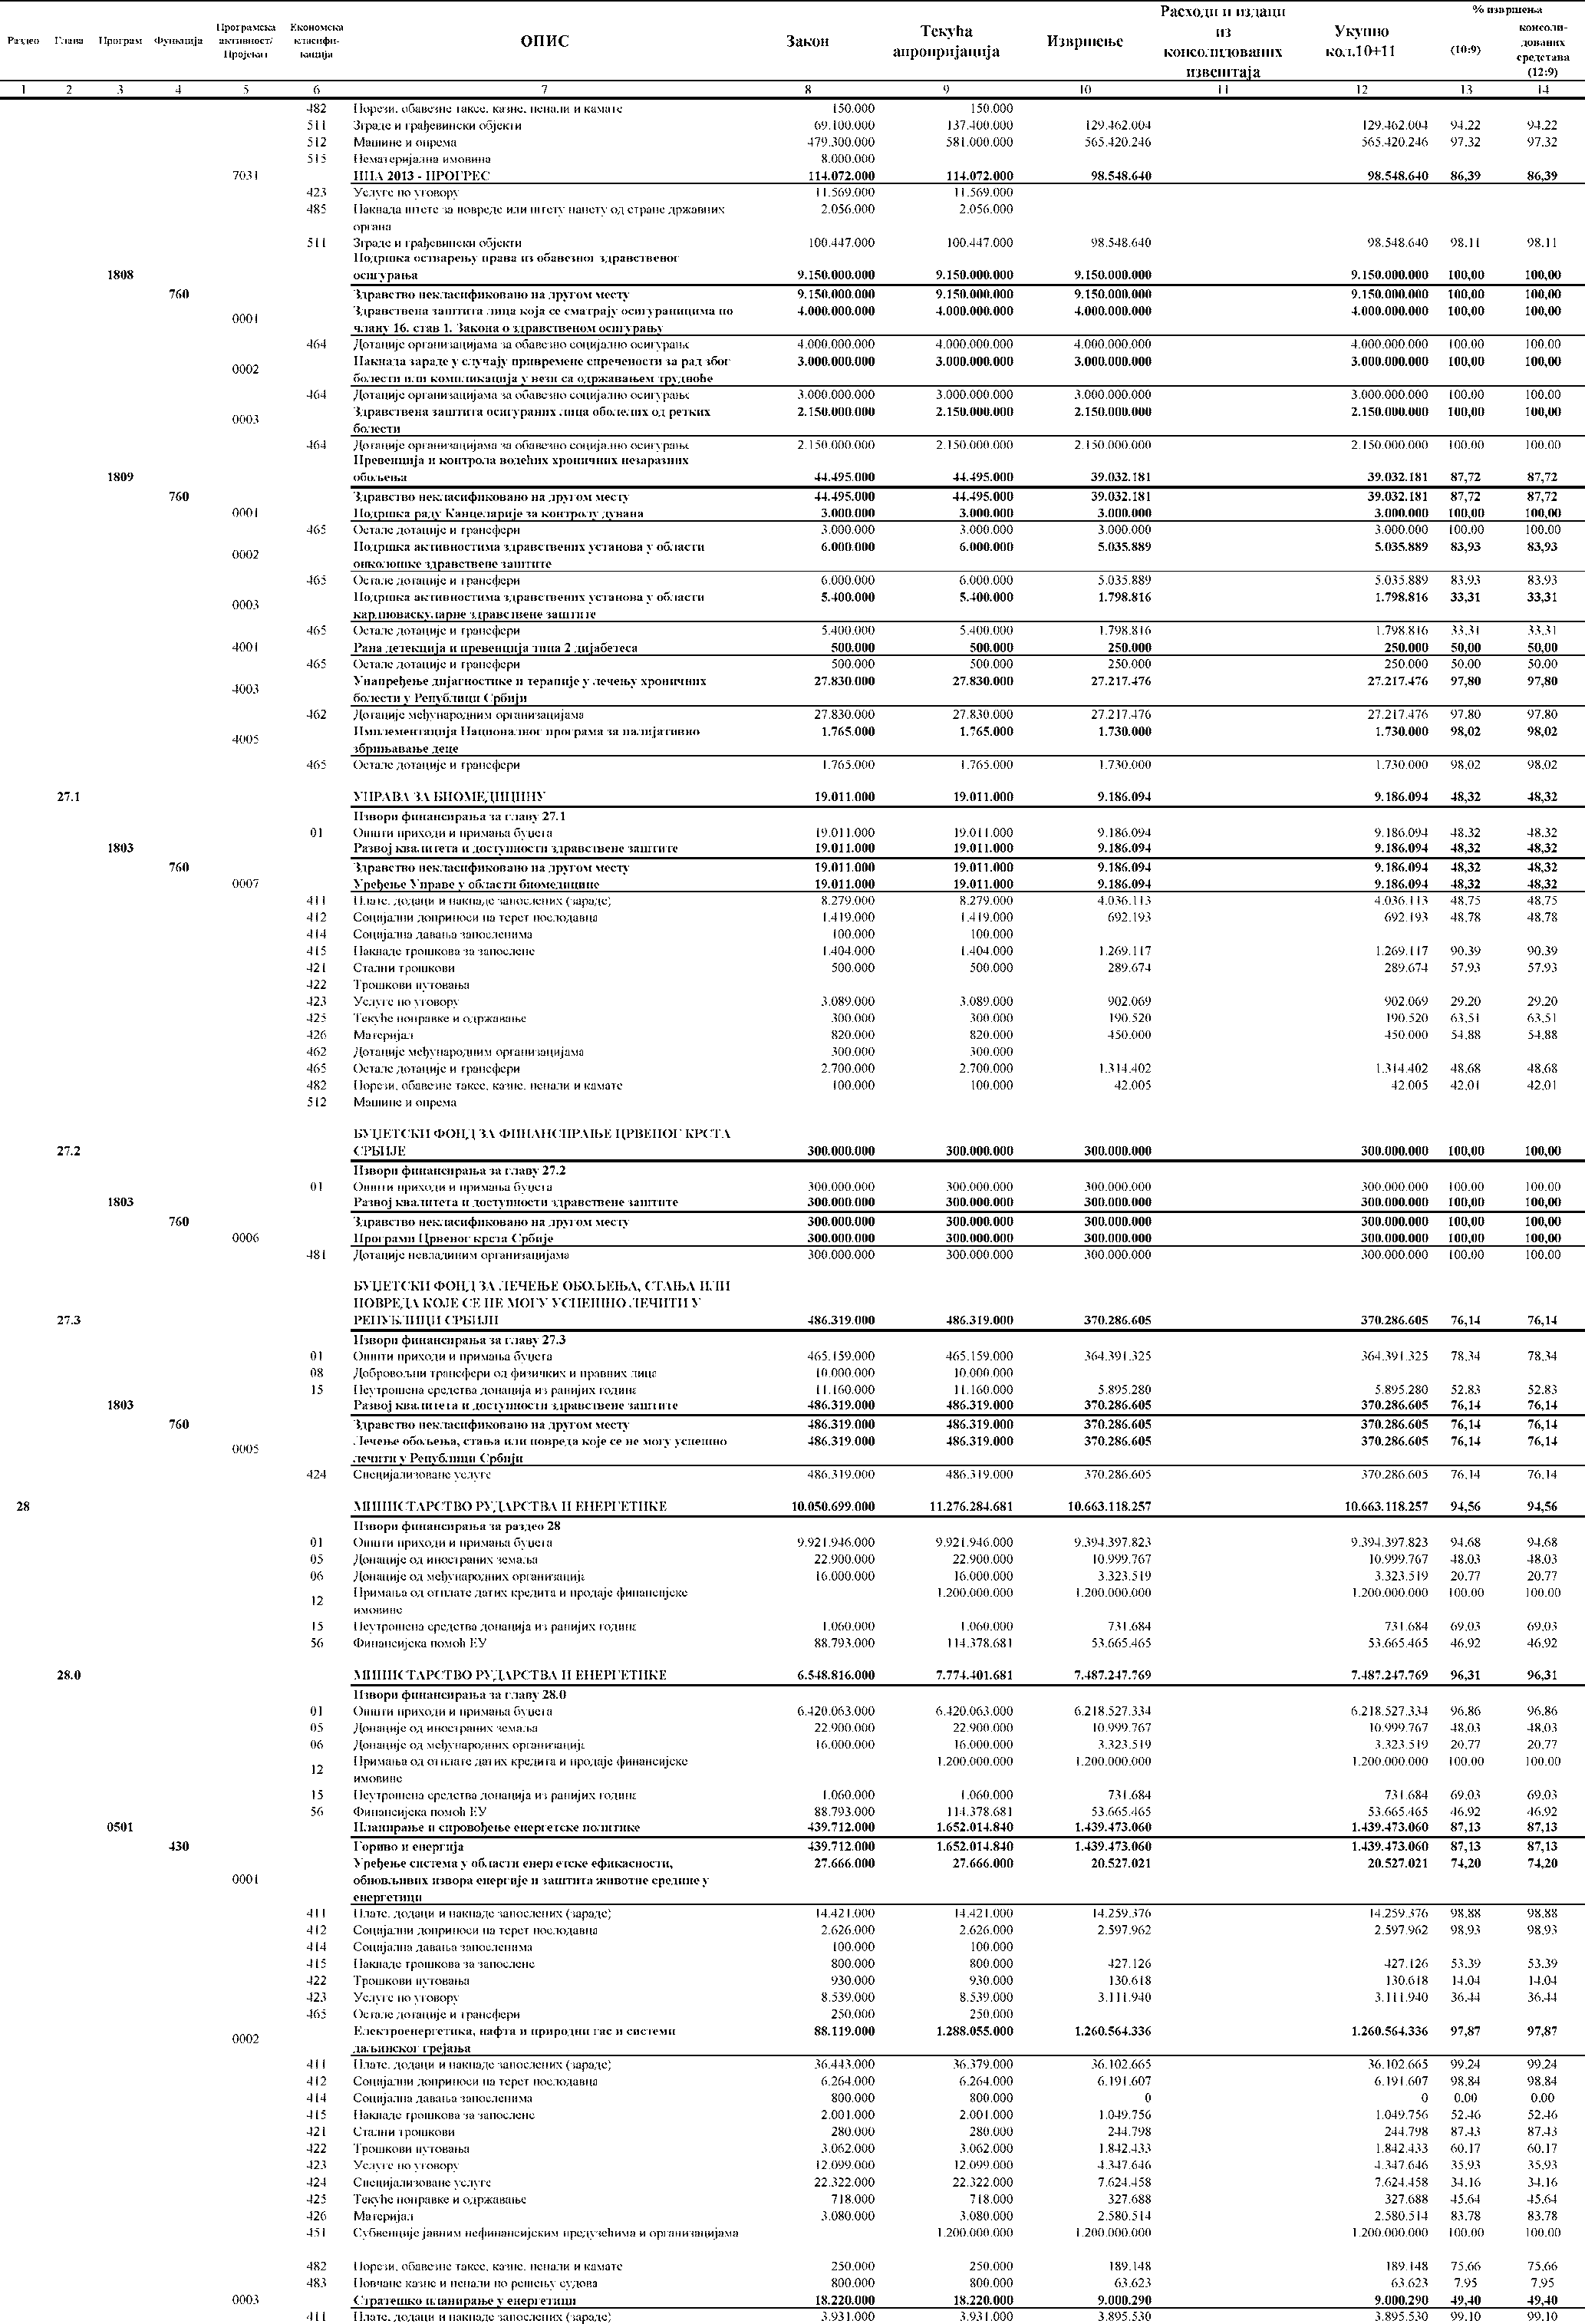 Раздео Глава Програм Функција Програмска активност/ Пројекат Економска класифи-кација ОПИС Закон Текућа апропријација Извршење Расходи и издаци из консолидованих извештаја Укупно кол.10+11 % извршења (10:9) консоли-дованих средстава (12:9)
1 2 3 4 5 6 7 8 9 10 11 12 13 14
482 Порези, обавезне таксе, казне, пенали и камате 150.000 150.000
511 Зграде и грађевински објекти 69.100.000 137.400.000 129.462.004 129.462.004 94,22 94,22
512 Машине и опрема 479.300.000 581.000.000 565.420.246 565.420.246 97,32 97,32
515 Нематеријална имовина 8.000.000
7031 ИПА 2013 - ПРОГРЕС 114.072.000 114.072.000 98.548.640 98.548.640 86,39 86,39
423 Услуге по уговору 11.569.000 11.569.000
485 Накнада штете за повреде или штету нанету од стране државних 2.056.000 2.056.000
органа
511 Зграде и грађевински објекти 100.447.000 100.447.000 98.548.640 98.548.640 98,11 98,11
Подршка остварењу права из обавезног здравственог
1808 осигурања 9.150.000.000 9.150.000.000 9.150.000.000 9.150.000.000 100,00 100,00
760 Здравство некласификовано на другом месту 9.150.000.000 9.150.000.000 9.150.000.000 9.150.000.000 100,00 100,00
0001 Здравствена заштита лица која се сматрају осигураницима по 4.000.000.000 4.000.000.000 4.000.000.000 4.000.000.000 100,00 100,00
члану 16. став 1. Закона о здравственом осигурању
464 Дотације организацијама за обавезно социјално осигурање 4.000.000.000 4.000.000.000 4.000.000.000 4.000.000.000 100,00 100,00
0002 Накнада зараде у случају привремене спречености за рад због 3.000.000.000 3.000.000.000 3.000.000.000 3.000.000.000 100,00 100,00
болести или компликација у вези са одржавањем трудноће
464 Дотације организацијама за обавезно социјално осигурање 3.000.000.000 3.000.000.000 3.000.000.000 3.000.000.000 100,00 100,00
0003 Здравствена заштита осигураних лица оболелих од ретких 2.150.000.000 2.150.000.000 2.150.000.000 2.150.000.000 100,00 100,00
болести
464 Дотације организацијама за обавезно социјално осигурање 2.150.000.000 2.150.000.000 2.150.000.000 2.150.000.000 100,00 100,00
Превенција и контрола водећих хроничних незаразних
1809 обољења 44.495.000 44.495.000 39.032.181 39.032.181 87,72 87,72
760 Здравство некласификовано на другом месту 44.495.000 44.495.000 39.032.181 39.032.181 87,72 87,72
0001 Подршка раду Канцеларије за контролу дувана 3.000.000 3.000.000 3.000.000 3.000.000 100,00 100,00
465 Остале дотације и трансфери 3.000.000 3.000.000 3.000.000 3.000.000 100,00 100,00
0002 Подршка активностима здравствених установа у области 6.000.000 6.000.000 5.035.889 5.035.889 83,93 83,93
онколошке здравствене заштите
465 Остале дотације и трансфери 6.000.000 6.000.000 5.035.889 5.035.889 83,93 83,93
0003 Подршка активностима здравствених установа у области 5.400.000 5.400.000 1.798.816 1.798.816 33,31 33,31
кардиоваскуларне здравствене заштите
465 Остале дотације и трансфери 5.400.000 5.400.000 1.798.816 1.798.816 33,31 33,31
4001 Рана детекција и превенција типа 2 дијабетеса 500.000 500.000 250.000 250.000 50,00 50,00
465 Остале дотације и трансфери 500.000 500.000 250.000 250.000 50,00 50,00
4003 Унапређење дијагностике и терапије у лечењу хроничних 27.830.000 27.830.000 27.217.476 27.217.476 97,80 97,80
болести у Републици Србији
462 Дотације међународним организацијама 27.830.000 27.830.000 27.217.476 27.217.476 97,80 97,80
4005 Имплементација Националног програма за палијативно 1.765.000 1.765.000 1.730.000 1.730.000 98,02 98,02
збрињавање деце
465 Остале дотације и трансфери 1.765.000 1.765.000 1.730.000 1.730.000 98,02 98,02
27.1 УПРАВА ЗА БИОМЕДИЦИНУ 19.011.000 19.011.000 9.186.094 9.186.094 48,32 48,32
Извори финансирања за главу 27.1
01 Општи приходи и примања буџета 19.011.000 19.011.000 9.186.094 9.186.094 48,32 48,32
1803 Развој квалитета и доступности здравствене заштите 19.011.000 19.011.000 9.186.094 9.186.094 48,32 48,32
760 Здравство некласификовано на другом месту 19.011.000 19.011.000 9.186.094 9.186.094 48,32 48,32
0007 Уређење Управе у области биомедицине 19.011.000 19.011.000 9.186.094 9.186.094 48,32 48,32
411 Плате, додаци и накнаде запослених (зараде) 8.279.000 8.279.000 4.036.113 4.036.113 48,75 48,75
412 Социјални доприноси на терет послодавца 1.419.000 1.419.000 692.193 692.193 48,78 48,78
414 Социјална давања запосленима 100.000 100.000
415 Накнаде трошкова за запослене 1.404.000 1.404.000 1.269.117 1.269.117 90,39 90,39
421 Стални трошкови 500.000 500.000 289.674 289.674 57,93 57,93
422 Трошкови путовања
423 Услуге по уговору 3.089.000 3.089.000 902.069 902.069 29,20 29,20
425 Текуће поправке и одржавање 300.000 300.000 190.520 190.520 63,51 63,51
426 Материјал 820.000 820.000 450.000 450.000 54,88 54,88
462 Дотације међународним организацијама 300.000 300.000
465 Остале дотације и трансфери 2.700.000 2.700.000 1.314.402 1.314.402 48,68 48,68
482 Порези, обавезне таксе, казне, пенали и камате 100.000 100.000 42.005 42.005 42,01 42,01
512 Машине и опрема
БУЏЕТСКИ ФОНД ЗА ФИНАНСИРАЊЕ ЦРВЕНОГ КРСТА
27.2 СРБИЈЕ 300.000.000 300.000.000 300.000.000 300.000.000 100,00 100,00
Извори финансирања за главу 27.2
01 Општи приходи и примања буџета 300.000.000 300.000.000 300.000.000 300.000.000 100,00 100,00
1803 Развој квалитета и доступности здравствене заштите 300.000.000 300.000.000 300.000.000 300.000.000 100,00 100,00
760 Здравство некласификовано на другом месту 300.000.000 300.000.000 300.000.000 300.000.000 100,00 100,00
0006 Програми Црвеног крста Србије 300.000.000 300.000.000 300.000.000 300.000.000 100,00 100,00
481 Дотације невладиним организацијама 300.000.000 300.000.000 300.000.000 300.000.000 100,00 100,00
БУЏЕТСКИ ФОНД ЗА ЛЕЧЕЊЕ ОБОЉЕЊА, СТАЊА ИЛИ
ПОВРЕДА КОЈЕ СЕ НЕ МОГУ УСПЕШНО ЛЕЧИТИ У
27.3 РЕПУБЛИЦИ СРБИЈИ 486.319.000 486.319.000 370.286.605 370.286.605 76,14 76,14
Извори финансирања за главу 27.3
01 Општи приходи и примања буџета 465.159.000 465.159.000 364.391.325 364.391.325 78,34 78,34
08 Добровољни трансфери од физичких и правних лица 10.000.000 10.000.000
15 Неутрошена средства донација из ранијих година 11.160.000 11.160.000 5.895.280 5.895.280 52,83 52,83
1803 Развој квалитета и доступности здравствене заштите 486.319.000 486.319.000 370.286.605 370.286.605 76,14 76,14
760 Здравство некласификовано на другом месту 486.319.000 486.319.000 370.286.605 370.286.605 76,14 76,14
0005 Лечење обољења, стања или повреда које се не могу успешно 486.319.000 486.319.000 370.286.605 370.286.605 76,14 76,14
лечити у Републици Србији
424 Специјализоване услуге 486.319.000 486.319.000 370.286.605 370.286.605 76,14 76,14
28 МИНИСТАРСТВО РУДАРСТВА И ЕНЕРГЕТИКЕ 10.050.699.000 11.276.284.681 10.663.118.257 10.663.118.257 94,56 94,56
Извори финансирања за раздео 28
01 Општи приходи и примања буџета 9.921.946.000 9.921.946.000 9.394.397.823 9.394.397.823 94,68 94,68
05 Донације од иностраних земаља 22.900.000 22.900.000 10.999.767 10.999.767 48,03 48,03
06 Донације од међународних организација 16.000.000 16.000.000 3.323.519 3.323.519 20,77 20,77
12 Примања од отплате датих кредита и продаје финансијске 1.200.000.000 1.200.000.000 1.200.000.000 100,00 100,00
имовине
15 Неутрошена средства донација из ранијих година 1.060.000 1.060.000 731.684 731.684 69,03 69,03
56 Финансијска помоћ ЕУ 88.793.000 114.378.681 53.665.465 53.665.465 46,92 46,92
28.0 МИНИСТАРСТВО РУДАРСТВА И ЕНЕРГЕТИКЕ 6.548.816.000 7.774.401.681 7.487.247.769 7.487.247.769 96,31 96,31
Извори финансирања за главу 28.0
01 Општи приходи и примања буџета 6.420.063.000 6.420.063.000 6.218.527.334 6.218.527.334 96,86 96,86
05 Донације од иностраних земаља 22.900.000 22.900.000 10.999.767 10.999.767 48,03 48,03
06 Донације од међународних организација 16.000.000 16.000.000 3.323.519 3.323.519 20,77 20,77
12 Примања од отплате датих кредита и продаје финансијске 1.200.000.000 1.200.000.000 1.200.000.000 100,00 100,00
имовине
15 Неутрошена средства донација из ранијих година 1.060.000 1.060.000 731.684 731.684 69,03 69,03
56 Финансијска помоћ ЕУ 88.793.000 114.378.681 53.665.465 53.665.465 46,92 46,92
0501 Планирање и спровођење енергетске политике 439.712.000 1.652.014.840 1.439.473.060 1.439.473.060 87,13 87,13
430 Гориво и енергија 439.712.000 1.652.014.840 1.439.473.060 1.439.473.060 87,13 87,13
Уређење система у области енергетске ефикасности, 27.666.000 27.666.000 20.527.021 20.527.021 74,20 74,20
0001 обновљивих извора енергије и заштита животне средине у
енергетици
411 Плате, додаци и накнаде запослених (зараде) 14.421.000 14.421.000 14.259.376 14.259.376 98,88 98,88
412 Социјални доприноси на терет послодавца 2.626.000 2.626.000 2.597.962 2.597.962 98,93 98,93
414 Социјална давања запосленима 100.000 100.000
415 Накнаде трошкова за запослене 800.000 800.000 427.126 427.126 53,39 53,39
422 Трошкови путовања 930.000 930.000 130.618 130.618 14,04 14,04
423 Услуге по уговору 8.539.000 8.539.000 3.111.940 3.111.940 36,44 36,44
465 Остале дотације и трансфери 250.000 250.000
0002 Електроенергетика, нафта и природни гас и системи 88.119.000 1.288.055.000 1.260.564.336 1.260.564.336 97,87 97,87
даљинског грејања
411 Плате, додаци и накнаде запослених (зараде) 36.443.000 36.379.000 36.102.665 36.102.665 99,24 99,24
412 Социјални доприноси на терет послодавца 6.264.000 6.264.000 6.191.607 6.191.607 98,84 98,84
414 Социјална давања запосленима 800.000 800.000 0 0 0,00 0,00
415 Накнаде трошкова за запослене 2.001.000 2.001.000 1.049.756 1.049.756 52,46 52,46
421 Стални трошкови 280.000 280.000 244.798 244.798 87,43 87,43
422 Трошкови путовања 3.062.000 3.062.000 1.842.433 1.842.433 60,17 60,17
423 Услуге по уговору 12.099.000 12.099.000 4.347.646 4.347.646 35,93 35,93
424 Специјализоване услуге 22.322.000 22.322.000 7.624.458 7.624.458 34,16 34,16
425 Текуће поправке и одржавање 718.000 718.000 327.688 327.688 45,64 45,64
426 Материјал 3.080.000 3.080.000 2.580.514 2.580.514 83,78 83,78
451 Субвенције јавним нефинансијским предузећима и организацијама 1.200.000.000 1.200.000.000 1.200.000.000 100,00 100,00
482 Порези, обавезне таксе, казне, пенали и камате 250.000 250.000 189.148 189.148 75,66 75,66
483 Новчане казне и пенали по решењу судова 800.000 800.000 63.623 63.623 7,95 7,95
0003 Стратешко планирање у енергетици 18.220.000 18.220.000 9.000.290 9.000.290 49,40 49,40
411 Плате, додаци и накнаде запослених (зараде) 3.931.000 3.931.000 3.895.530 3.895.530 99,10 99,10